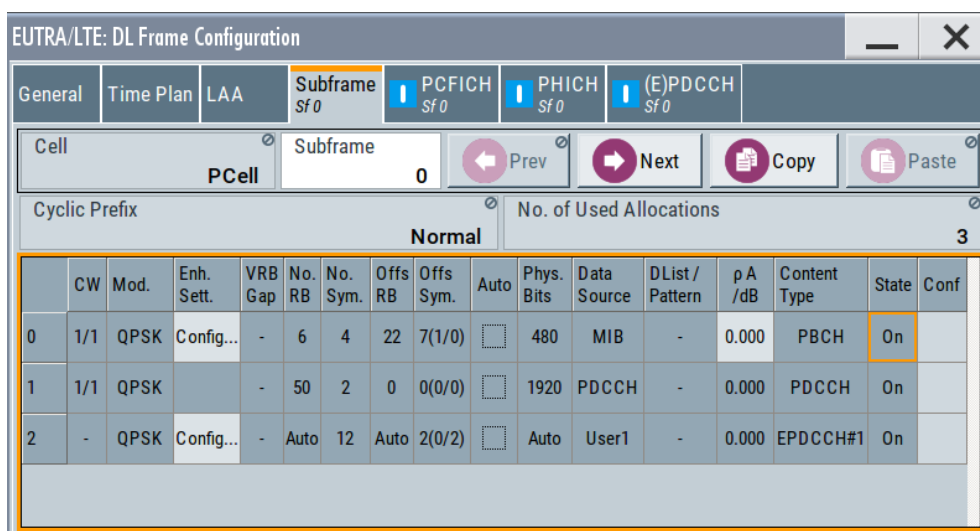 EUTRA/LTE: DL Frame Configuration
General Time Plan LAA Subframe Sf 0 PCFICH Sf 0 PHICH Sf 0 (E)PDCCH Sf 0
Cell PCell Subframe 0 Prev Next Copy Paste
Cyclic Prefix Normal No. of Used Allocations 3
CW Mod. Enh. Sett. VRB Gap No. RB No. Sym. Offs RB Offs Sym. Auto Phys. Bits Data Source DList / Pattern ρ A /dB Content Type State Conf
0 1/1 QPSK Config... - 6 4 22 7(1/0) 480 MIB - 0.000 PBCH On
1 1/1 QPSK - 50 2 0 0(0/0) 1920 PDCCH - 0.000 PDCCH On
2 - QPSK Config... - Auto 12 Auto 2(0/2) Auto User1 - 0.000 EPDCCH#1 On